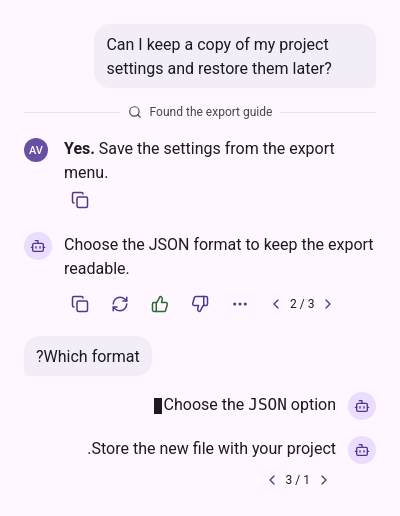 Can I keep a copy of my project
settings and restore them later?
Found the export guide
AV
Yes. Save the settings from the export
menu.
Choose the JSON format to keep the export
readable.
2 / 3
?Which format
Choose the JSON option
.Store the new file with your project
3 / 1